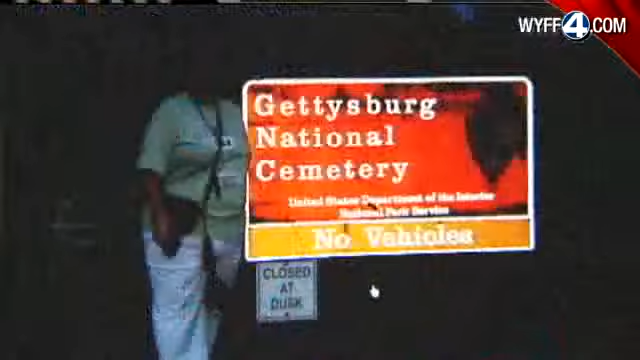 WYFF4.COM
Gettysburg
National
Cemetery
United States Department of the Interior
National Park Service
No Vehicles
CLOSED
AT
DUSK